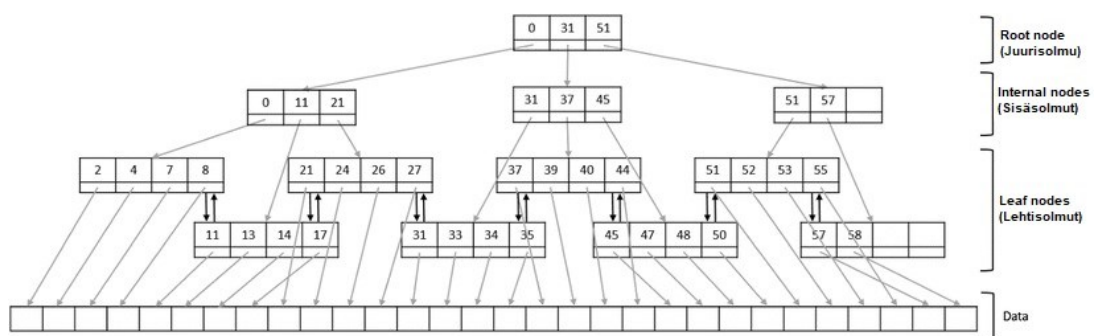 0 31 51
Root node
(Juurisolmu)
0 11 21
31 37 45
51 57
Internal nodes
(Sisäsolmut)
2 4 7 8
21 24 26 27
37 39 40 44
51 52 53 55
Leaf nodes
(Lehtisolmut)
11 13 14 17
31 33 34 35
45 47 48 50
57 58
Data